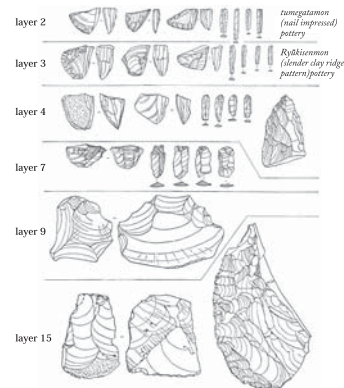 layer 2
tumegatamon
(nail impressed)
pottery
layer 3
Ryūkisenmon
(slender clay ridge
pattern)pottery
layer 4
layer 7
layer 9
layer 15